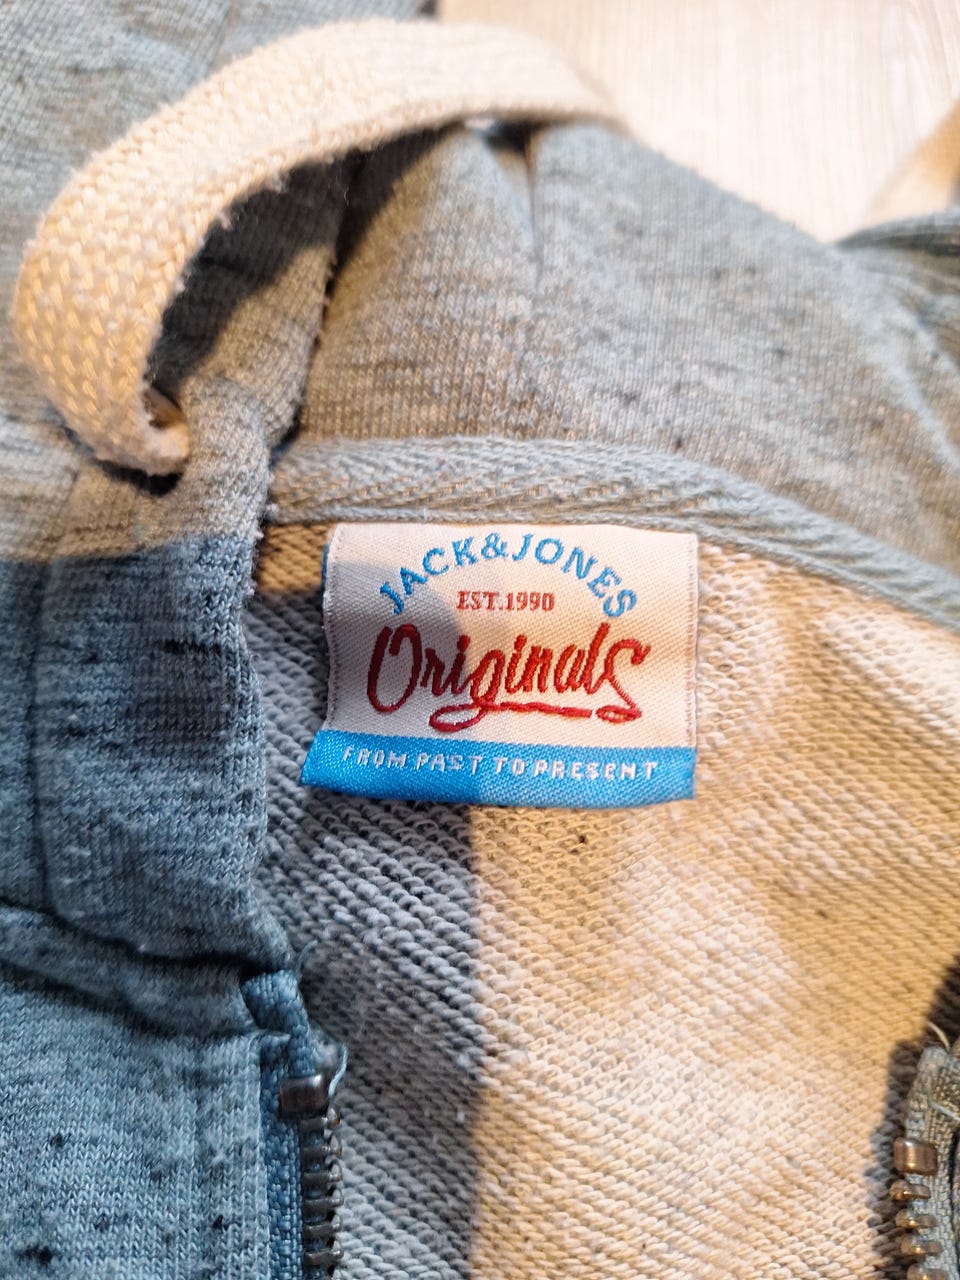 JACK&JONES
EST.1990
Originals
FROM PAST TO PRESENT